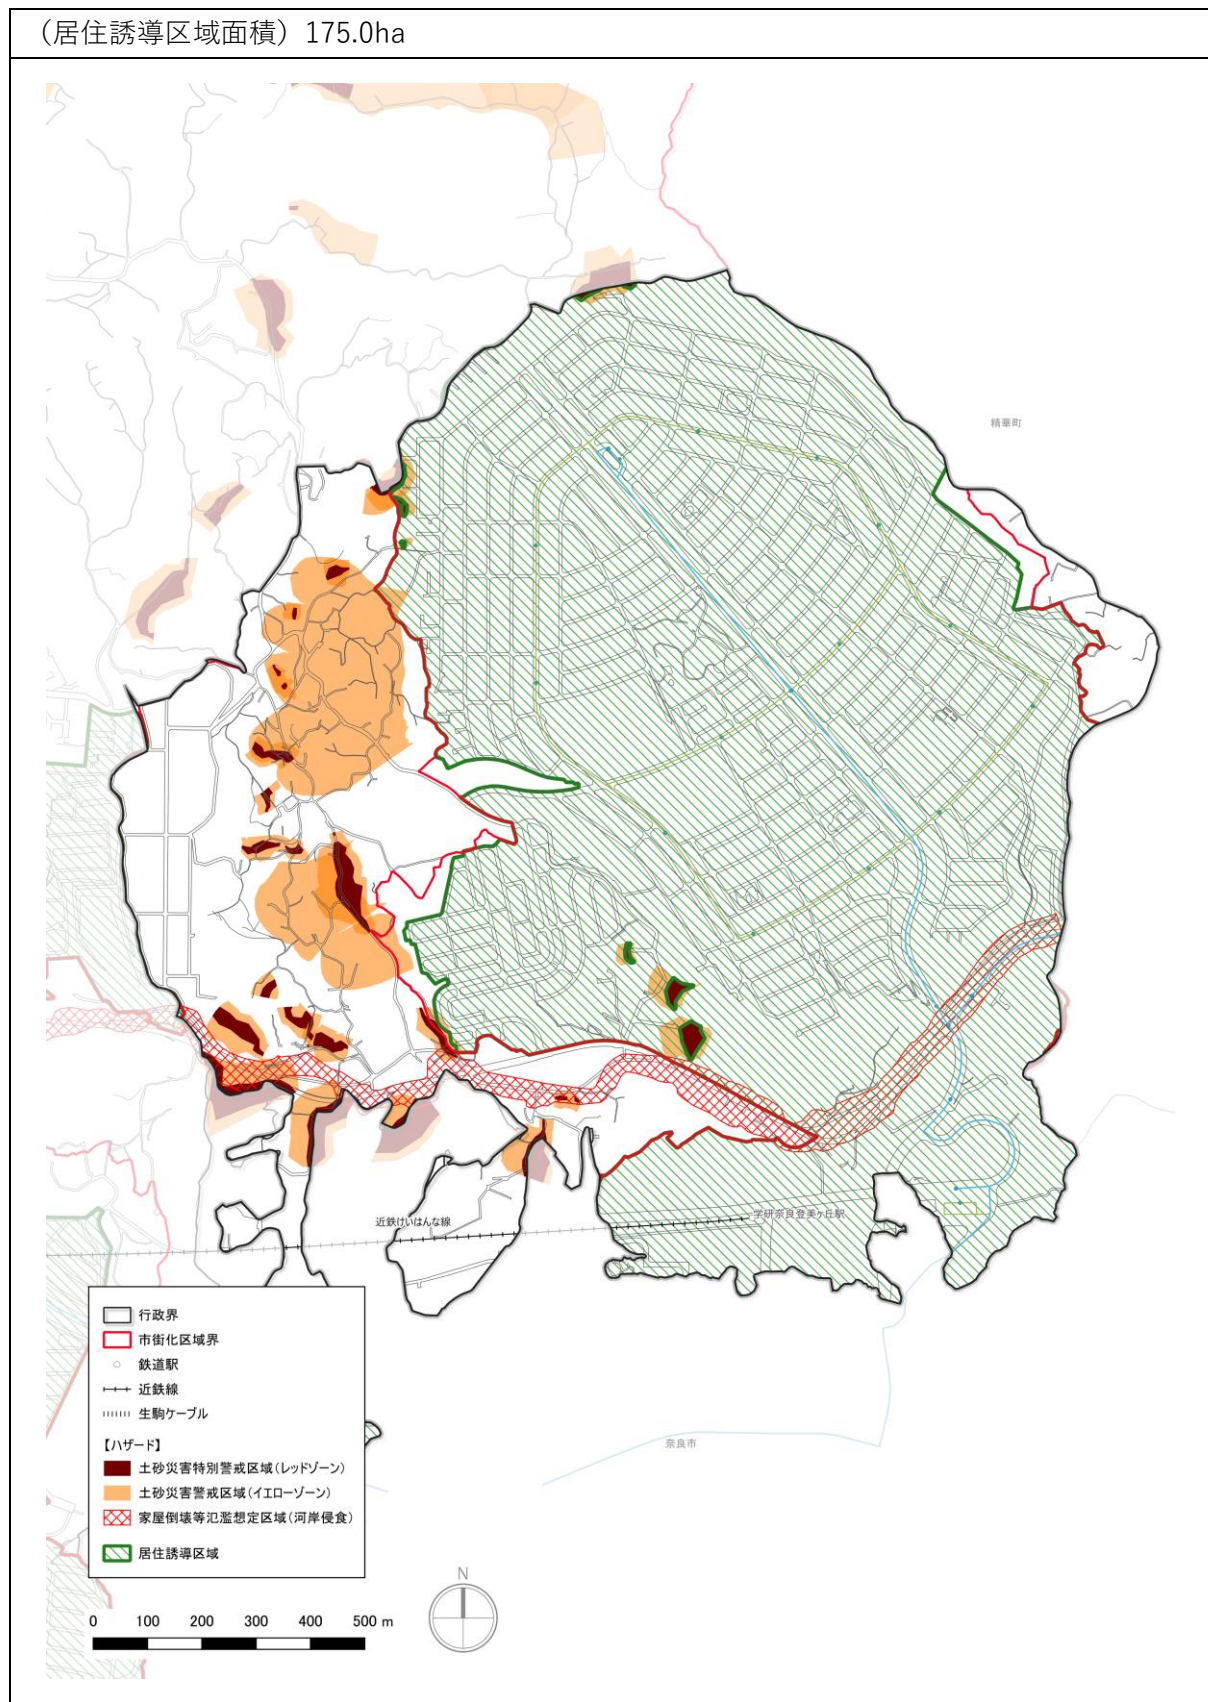 （居住誘導区域面積）175.0ha
精華町
近鉄けいはんな線
学研奈良登美ヶ丘駅
行政界
市街化区域界
鉄道駅
近鉄線
生駒ケーブル
【ハザード】
土砂災害特別警戒区域(レッドゾーン)
土砂災害警戒区域(イエローゾーン)
家屋倒壊等氾濫想定区域(河岸侵食)
居住誘導区域
奈良市
N
0 100 200 300 400 500 m